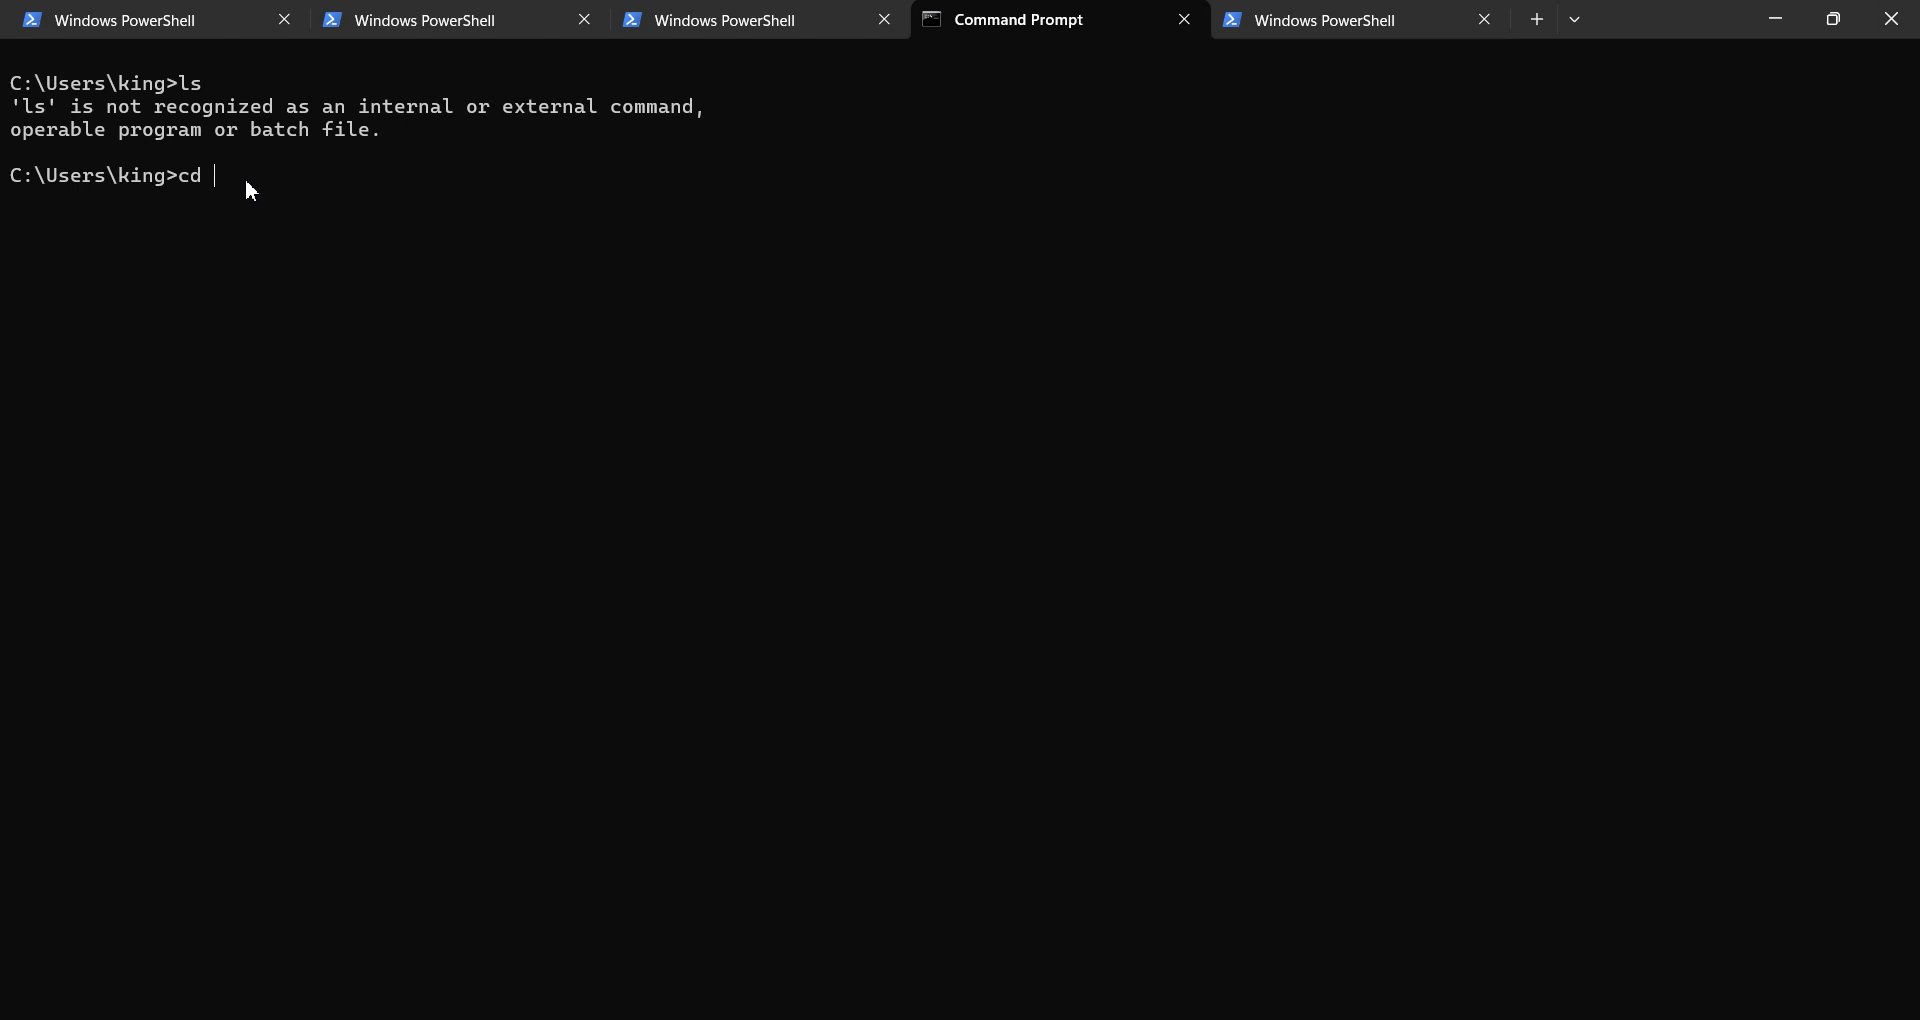 Windows PowerShell
Windows PowerShell
Windows PowerShell
Command Prompt
Windows PowerShell
C:\Users\king>ls
'ls' is not recognized as an internal or external command,
operable program or batch file.
C:\Users\king>cd